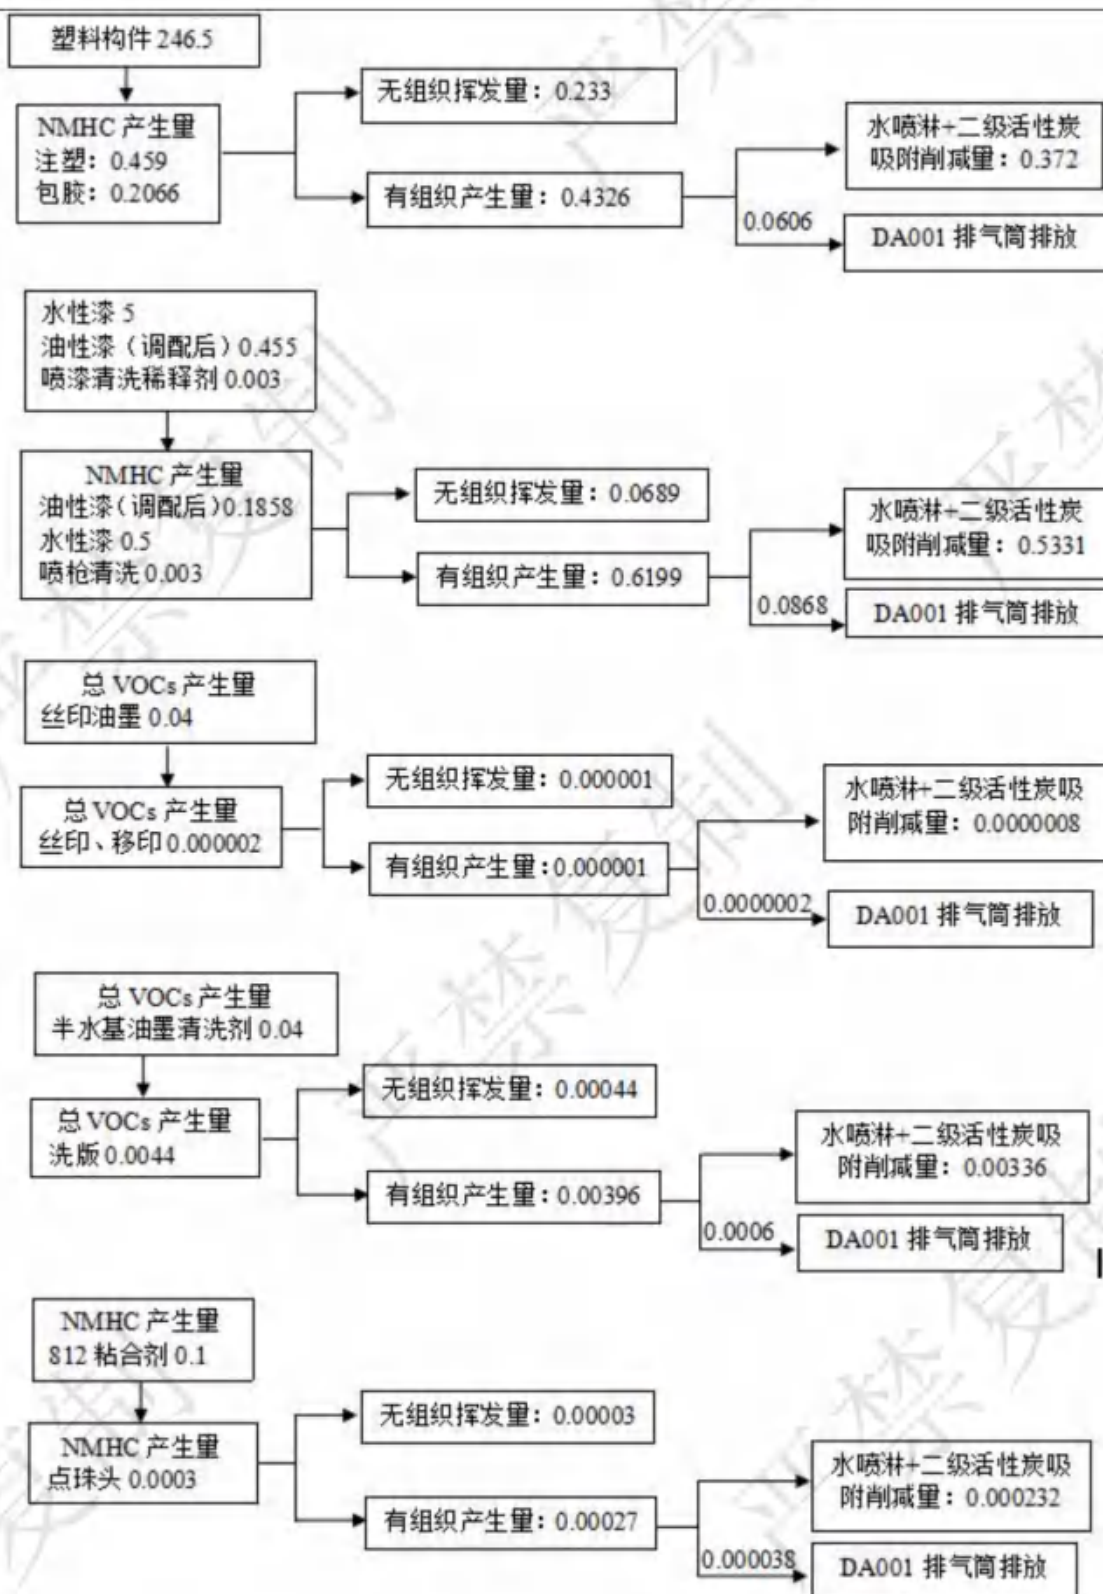 塑料构件 246.5
NMHC 产生量
注塑：0.459
包胶：0.2066
无组织挥发量：0.233
有组织产生量：0.4326
水喷淋+二级活性炭
吸附削减量：0.372
0.0606
DA001 排气筒排放
水性漆 5
油性漆（调配后）0.455
喷漆清洗稀释剂 0.003
NMHC 产生量
油性漆（调配后）0.1858
水性漆 0.5
喷枪清洗 0.003
无组织挥发量：0.0689
有组织产生量：0.6199
水喷淋+二级活性炭
吸附削减量：0.5331
0.0868
DA001 排气筒排放
总 VOCs 产生量
丝印油墨 0.04
总 VOCs 产生量
丝印、移印 0.000002
无组织挥发量：0.000001
有组织产生量：0.000001
水喷淋+二级活性炭吸
附削减量：0.0000008
0.0000002
DA001 排气筒排放
总 VOCs 产生量
半水基油墨清洗剂 0.04
总 VOCs 产生量
洗版 0.0044
无组织挥发量：0.00044
有组织产生量：0.00396
水喷淋+二级活性炭吸
附削减量：0.00336
0.0006
DA001 排气筒排放
NMHC 产生量
812 粘合剂 0.1
NMHC 产生量
点珠头 0.0003
无组织挥发量：0.00003
有组织产生量：0.00027
水喷淋+二级活性炭吸
附削减量：0.000232
0.000038
DA001 排气筒排放
严禁复制